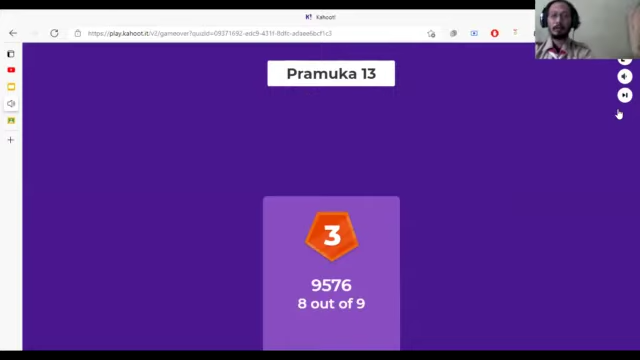 Kahoot!
https://play.kahoot.it/v2/gameover?quizId=09371692-edc9-431f-8dfc-adaee6bcf1c3
Pramuka 13
3
9576
8 out of 9